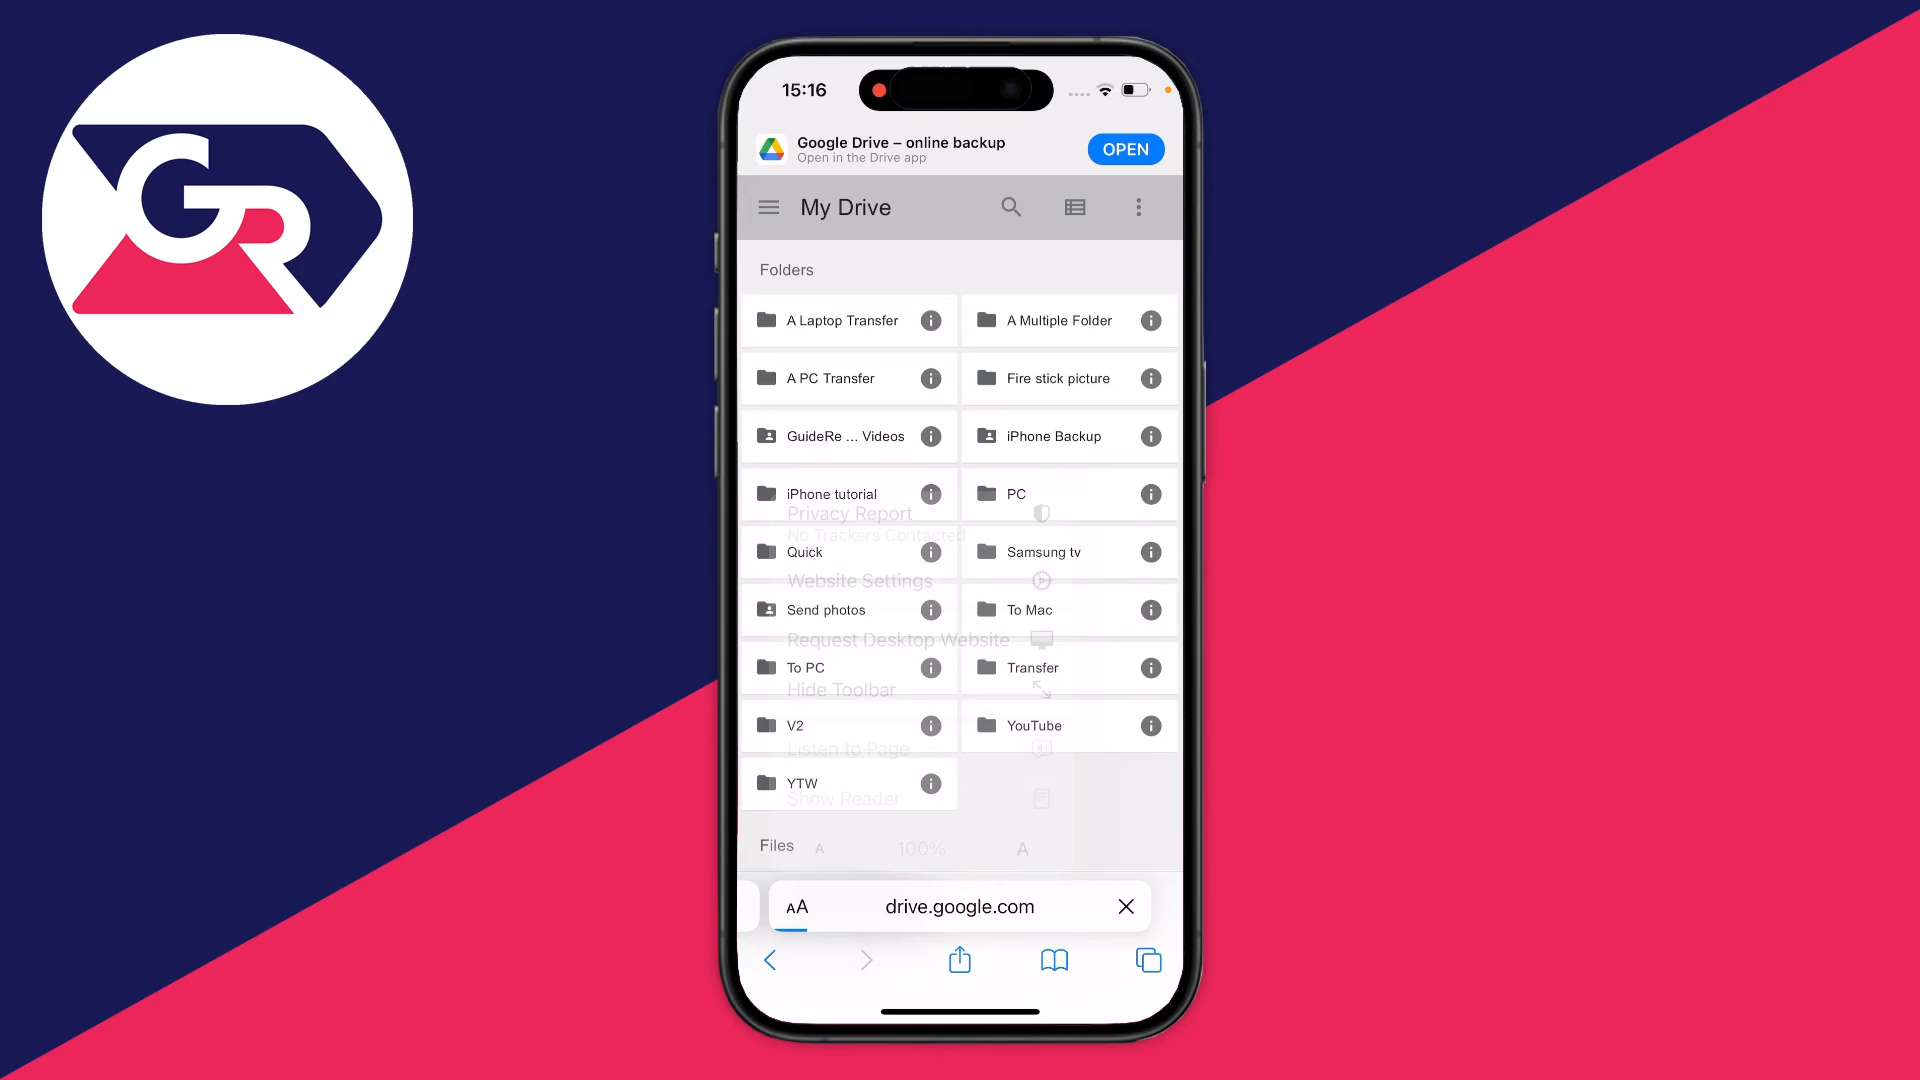 GR
15:16
Google Drive – online backup
Open in the Drive app
OPEN
My Drive
Folders
A Laptop Transfer
A Multiple Folder
A PC Transfer
Fire stick picture
GuideRe ... Videos
iPhone Backup
iPhone tutorial
PC
Privacy Report
No Trackers Contacted
Quick
Samsung tv
Website Settings
Send photos
To Mac
Request Desktop Website
To PC
Transfer
Hide Toolbar
V2
YouTube
Listen to Page
YTW
Show Reader
Files
A 100% A
AA drive.google.com